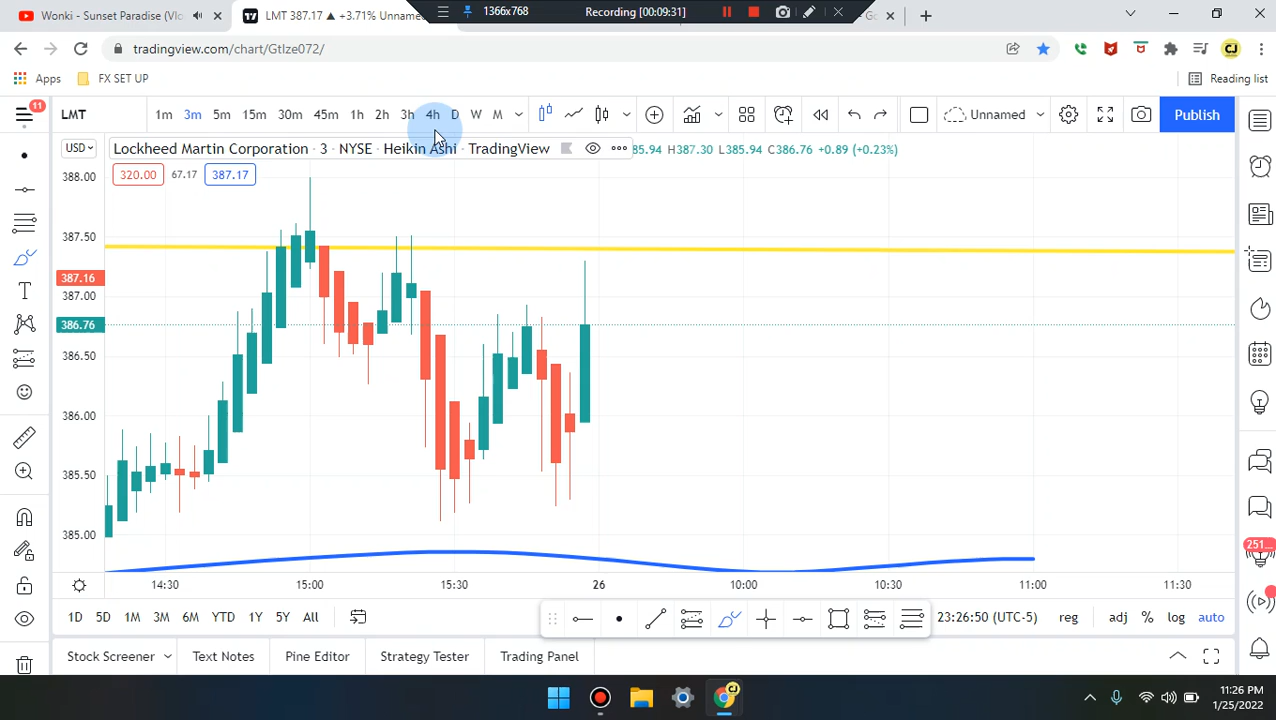 Wonki - Sunset Paradise (V
LMT 387.17 ▲ +3.71% Unname
1366x768
Recording [00:09:31]
tradingview.com/chart/GtIze072/
Apps
FX SET UP
Reading list
11
LMT
1m 3m 5m 15m 30m 45m 1h 2h 3h 4h D W M
Unnamed
Publish
USD
Lockheed Martin Corporation · 3 · NYSE · Heikin Ashi · TradingView
85.94 H387.30 L385.94 C386.76 +0.89 (+0.23%)
320.00 67.17 387.17
388.00
387.50
387.16
387.00
386.76
386.50
386.00
385.50
385.00
251
14:30 15:00 15:30 26 10:00 10:30 11:00 11:30
1D 5D 1M 3M 6M YTD 1Y 5Y All
23:26:50 (UTC-5) reg adj % log auto
Stock Screener Text Notes Pine Editor Strategy Tester Trading Panel
CJ
11:26 PM
1/25/2022